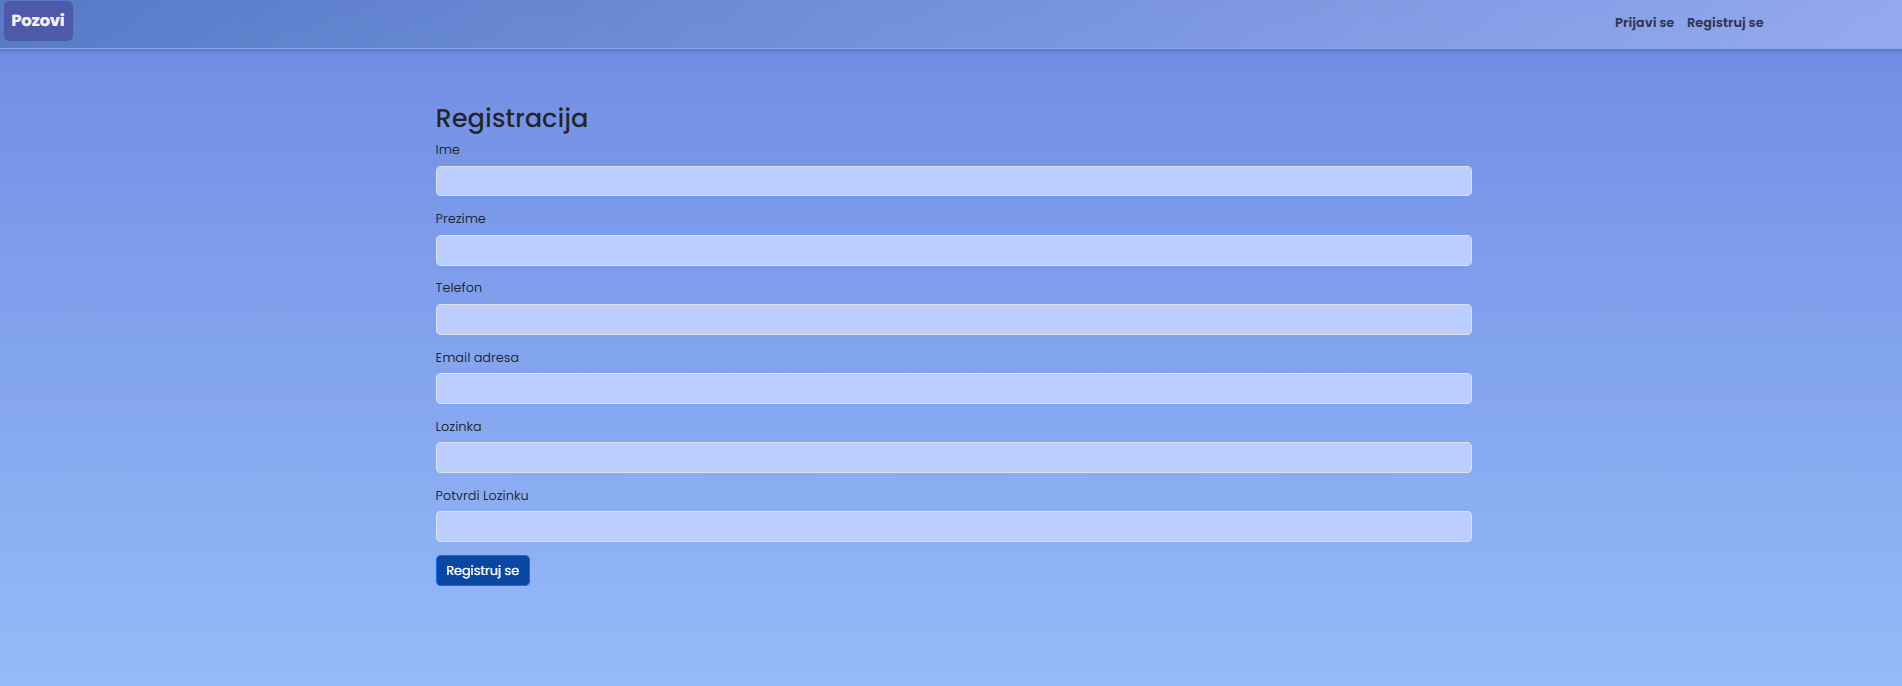 Pozovi
Prijavi se Registruj se
Registracija
Ime
Prezime
Telefon
Email adresa
Lozinka
Potvrdi Lozinku
Registruj se